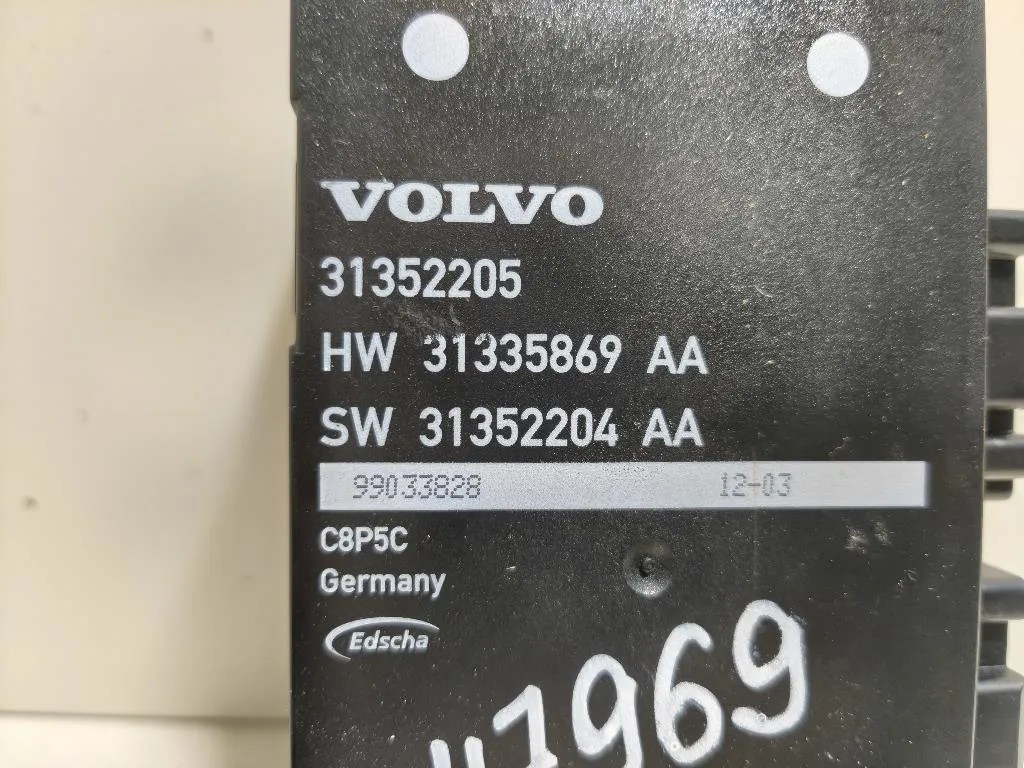 VOLVO
31352205
HW 31335869 AA
SW 31352204 AA
99033828 12-03
C8P5C
Germany
Edscha